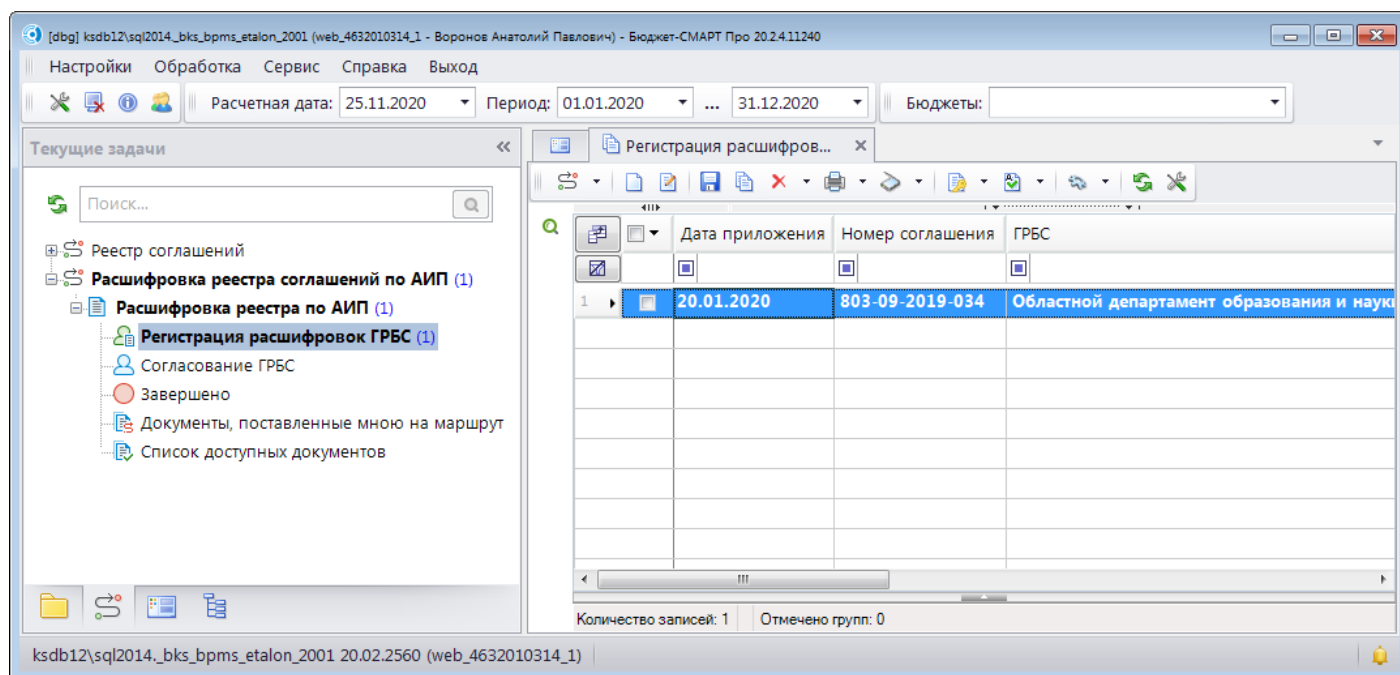 [dbg] ksdb12\sql2014._bks_bpms_etalon_2001 (web_4632010314_1 - Воронов Анатолий Павлович) - Бюджет-СМАРТ Про 20.2.4.11240
Настройки Обработка Сервис Справка Выход
Расчетная дата: 25.11.2020 Период: 01.01.2020 ... 31.12.2020 Бюджеты:
Текущие задачи
Регистрация расшифров...
Поиск...
Дата приложения Номер соглашения ГРБС
Реестр соглашений
Расшифровка реестра соглашений по АИП (1)
Расшифровка реестра по АИП (1)
Регистрация расшифровок ГРБС (1)
Согласование ГРБС
Завершено
Документы, поставленные мною на маршрут
Список доступных документов
1 20.01.2020 803-09-2019-034 Областной департамент образования и науки
Количество записей: 1 Отмечено групп: 0
ksdb12\sql2014._bks_bpms_etalon_2001 20.02.2560 (web_4632010314_1)